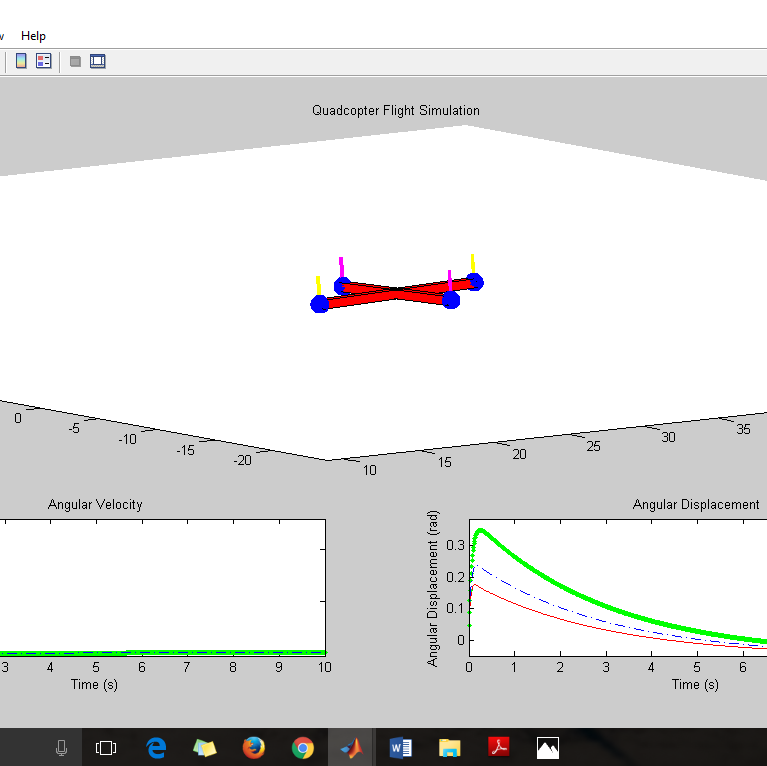 Help
Quadcopter Flight Simulation
0
-5
-10
-15
-20
10
15
20
25
30
35
Angular Velocity
3 4 5 6 7 8 9 10
Time (s)
Angular Displacement
Angular Displacement (rad)
0.3
0.2
0.1
0
0 1 2 3 4 5 6
Time (s)